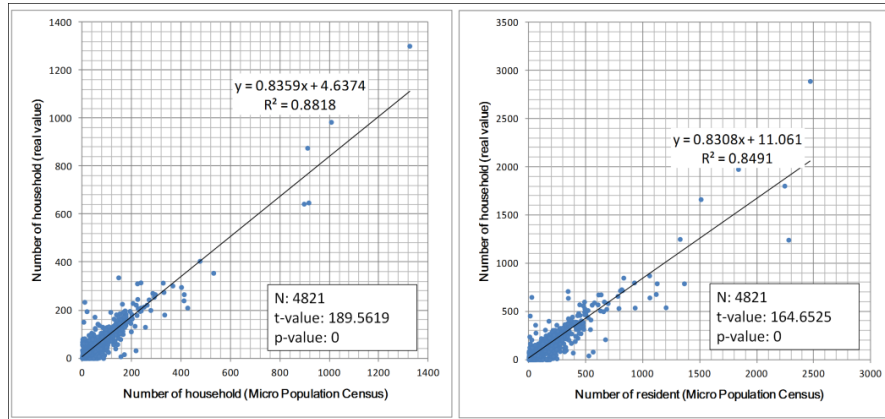 1400
1200
1000
800
600
400
200
0
Number of household (real value)
y = 0.8359x + 4.6374
R² = 0.8818
N: 4821
t-value: 189.5619
p-value: 0
0 200 400 600 800 1000 1200 1400
Number of household (Micro Population Census)
3500
3000
2500
2000
1500
1000
500
0
Number of household (real value)
y = 0.8308x + 11.061
R² = 0.8491
N: 4821
t-value: 164.6525
p-value: 0
0 500 1000 1500 2000 2500 3000
Number of resident (Micro Population Census)